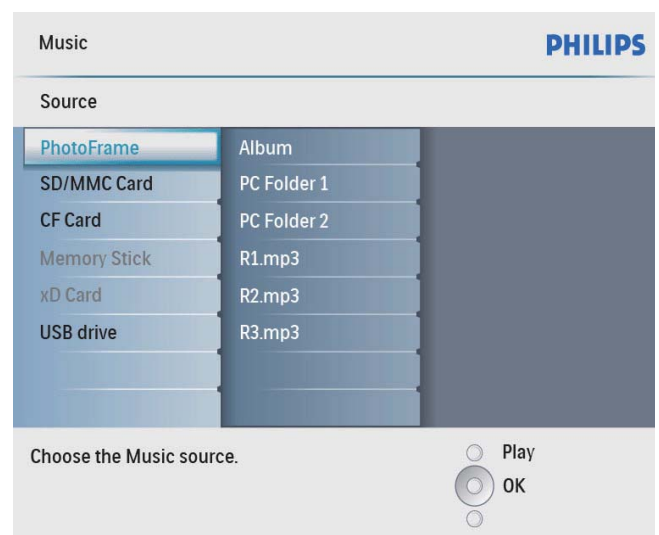 Music
PHILIPS
Source
PhotoFrame
SD/MMC Card
CF Card
Memory Stick
xD Card
USB drive
Album
PC Folder 1
PC Folder 2
R1.mp3
R2.mp3
R3.mp3
Choose the Music source.
Play
OK